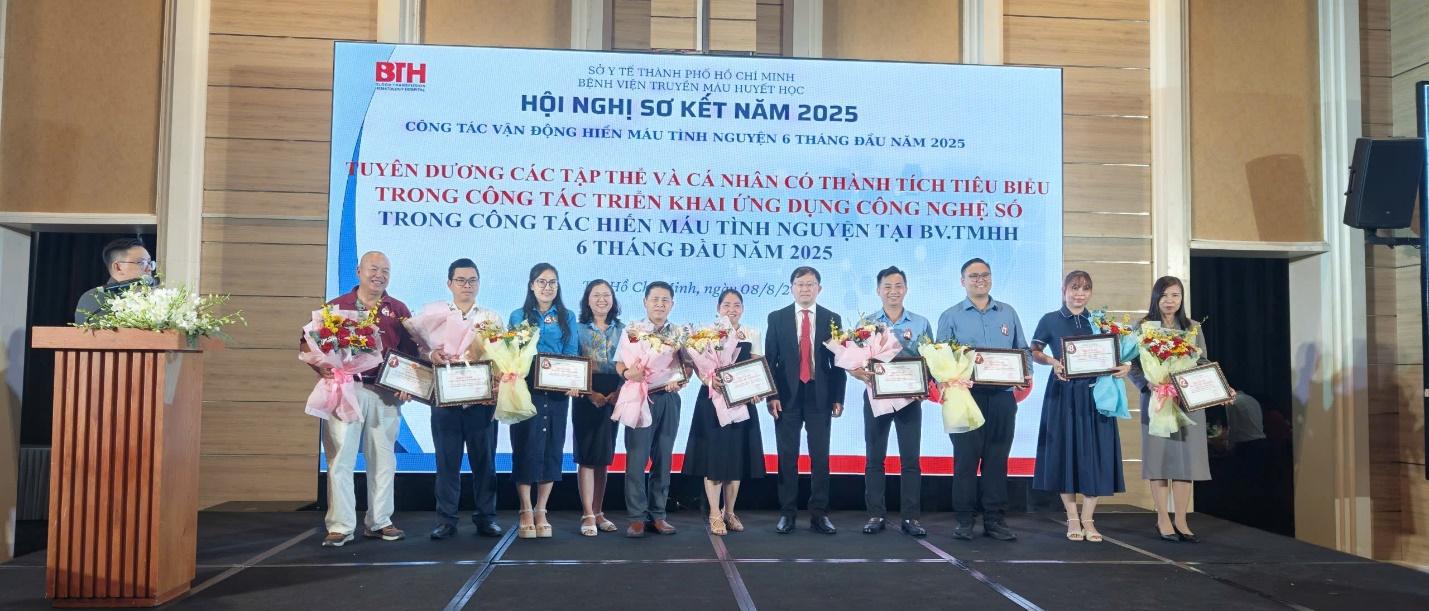 BTH
BLOOD TRANSFUSION
HEMATOLOGY HOSPITAL
SỞ Y TẾ THÀNH PHỐ HỒ CHÍ MINH
BỆNH VIỆN TRUYỀN MÁU HUYẾT HỌC
HỘI NGHỊ SƠ KẾT NĂM 2025
CÔNG TÁC VẬN ĐỘNG HIẾN MÁU TÌNH NGUYỆN 6 THÁNG ĐẦU NĂM 2025
TUYÊN DƯƠNG CÁC TẬP THỂ VÀ CÁ NHÂN CÓ THÀNH TÍCH TIÊU BIỂU
TRONG CÔNG TÁC TRIỂN KHAI ỨNG DỤNG CÔNG NGHỆ SỐ
TRONG CÔNG TÁC HIẾN MÁU TÌNH NGUYỆN TẠI BV.TMHH
6 THÁNG ĐẦU NĂM 2025
Hồ Chí Minh, ngày 08/8/2